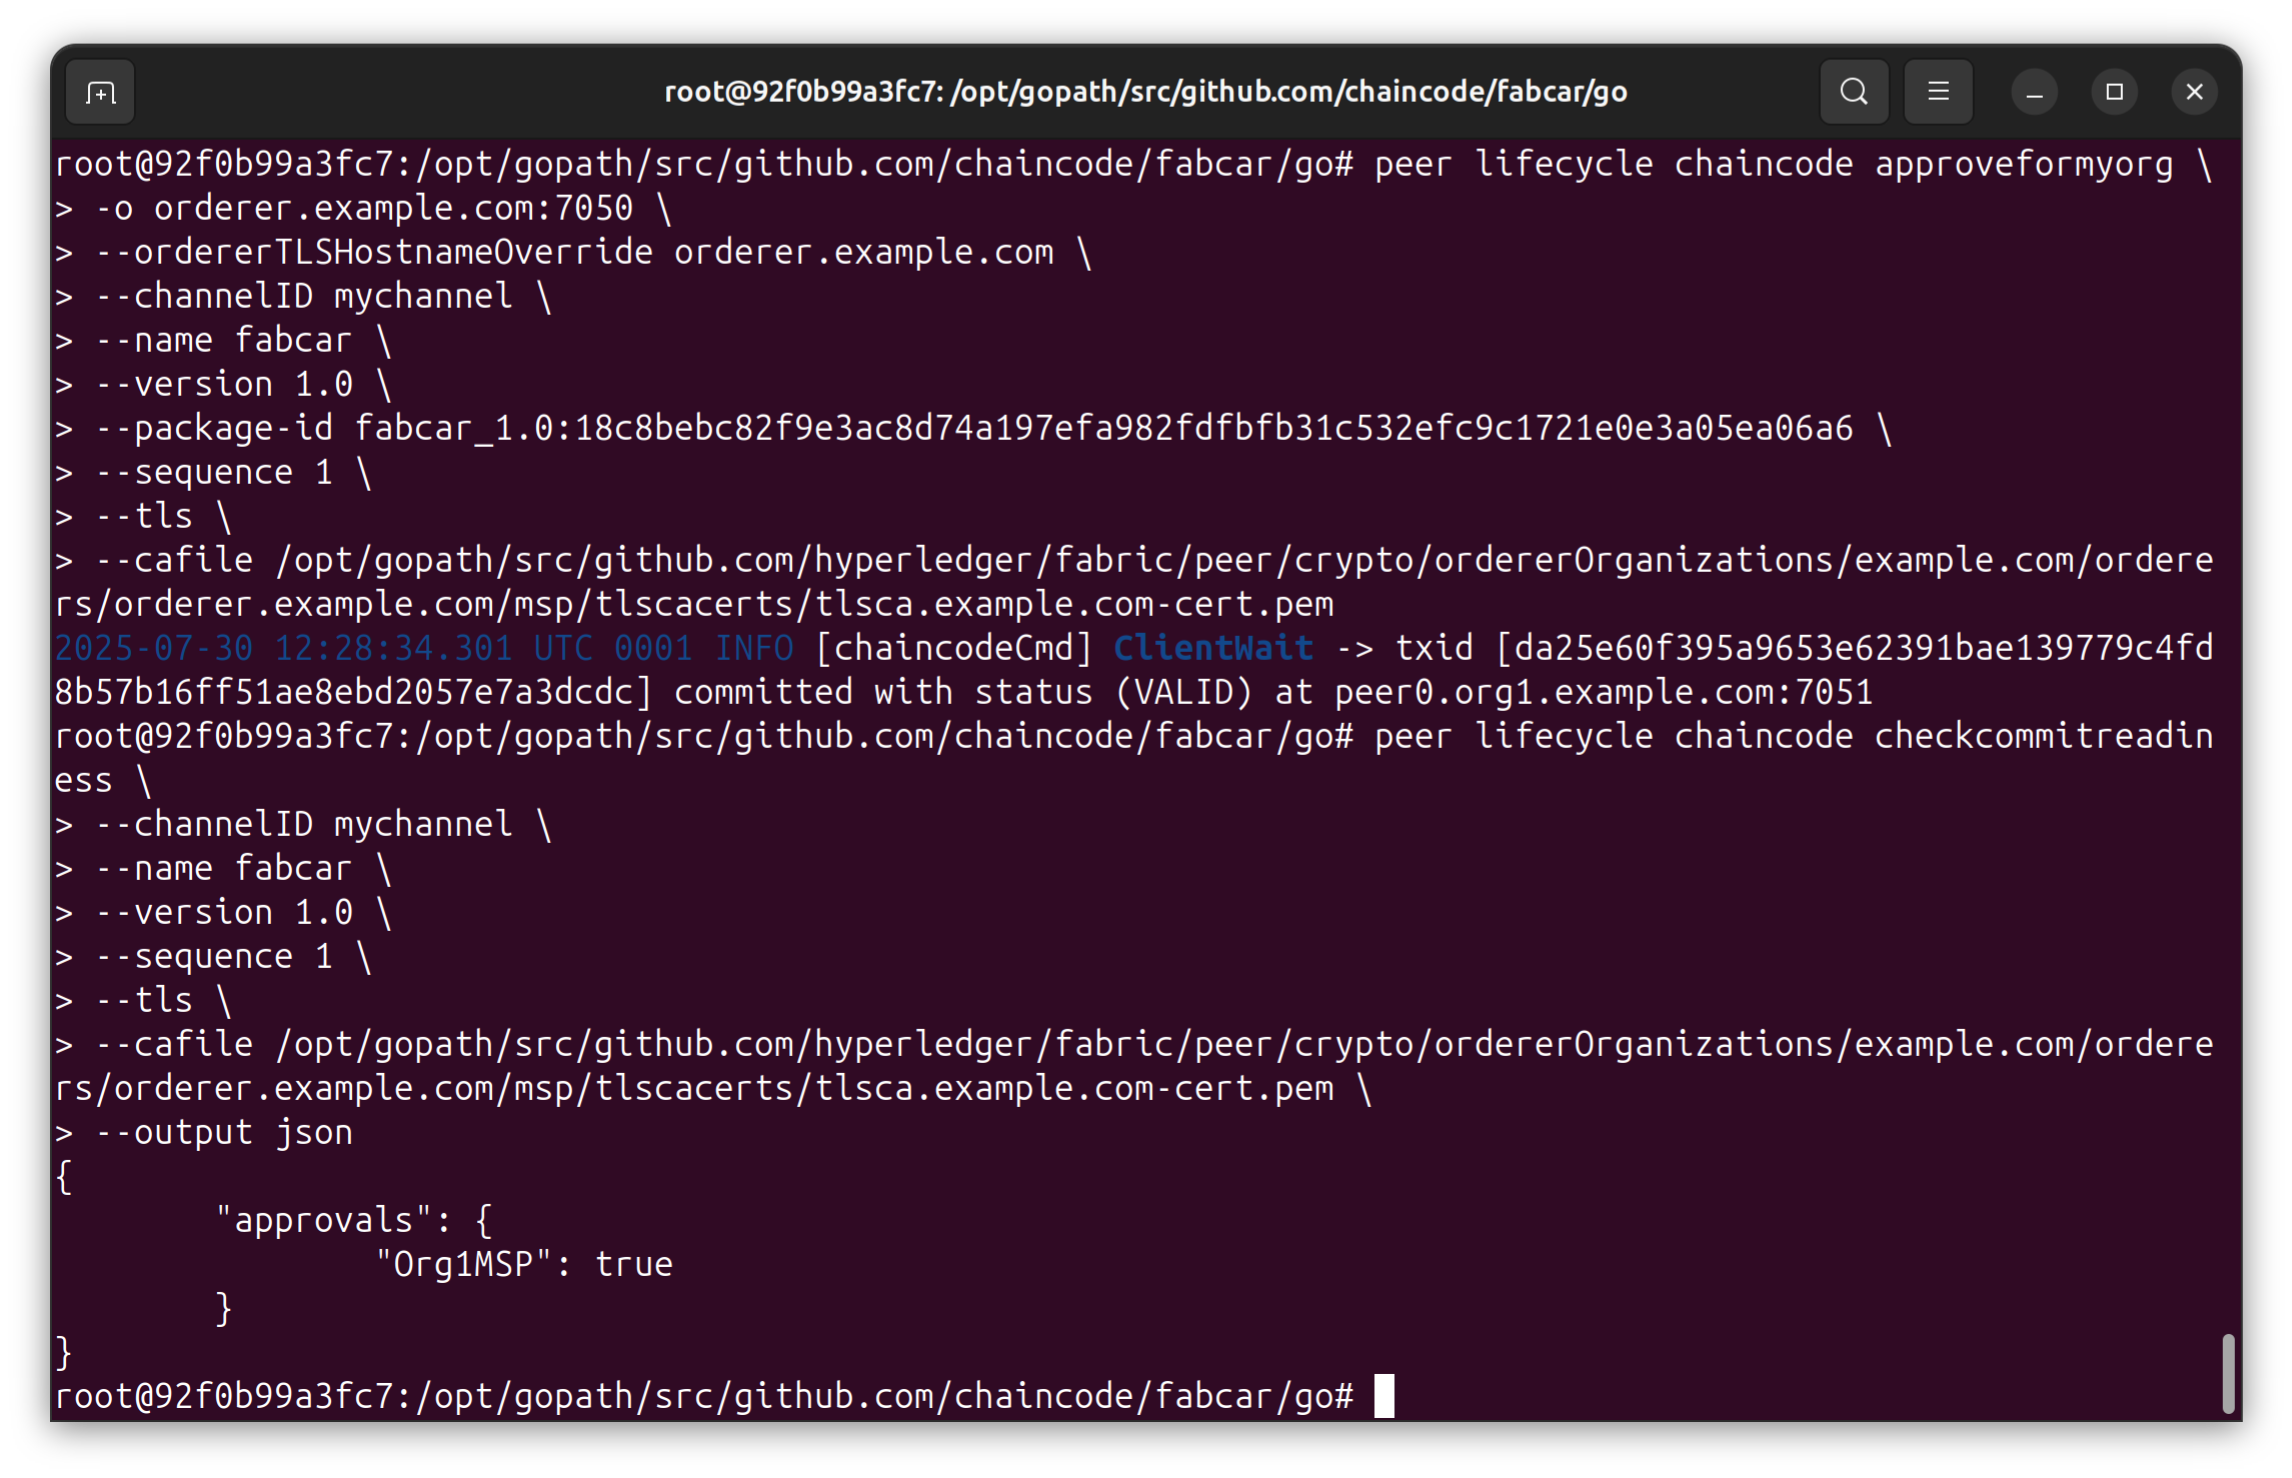 root@92f0b99a3fc7: /opt/gopath/src/github.com/chaincode/fabcar/go
root@92f0b99a3fc7:/opt/gopath/src/github.com/chaincode/fabcar/go# peer lifecycle chaincode approveformyorg \
> -o orderer.example.com:7050 \
> --ordererTLSHostnameOverride orderer.example.com \
> --channelID mychannel \
> --name fabcar \
> --version 1.0 \
> --package-id fabcar_1.0:18c8bebc82f9e3ac8d74a197efa982fdfbfb31c532efc9c1721e0e3a05ea06a6 \
> --sequence 1 \
> --tls \
> --cafile /opt/gopath/src/github.com/hyperledger/fabric/peer/crypto/ordererOrganizations/example.com/ordere
rs/orderer.example.com/msp/tlscacerts/tlsca.example.com-cert.pem
2025-07-30 12:28:34.301 UTC 0001 INFO [chaincodeCmd] ClientWait -> txid [da25e60f395a9653e62391bae139779c4fd
8b57b16ff51ae8ebd2057e7a3dcdc] committed with status (VALID) at peer0.org1.example.com:7051
root@92f0b99a3fc7:/opt/gopath/src/github.com/chaincode/fabcar/go# peer lifecycle chaincode checkcommitreadin
ess \
> --channelID mychannel \
> --name fabcar \
> --version 1.0 \
> --sequence 1 \
> --tls \
> --cafile /opt/gopath/src/github.com/hyperledger/fabric/peer/crypto/ordererOrganizations/example.com/ordere
rs/orderer.example.com/msp/tlscacerts/tlsca.example.com-cert.pem \
> --output json
{
        "approvals": {
                "Org1MSP": true
        }
}
root@92f0b99a3fc7:/opt/gopath/src/github.com/chaincode/fabcar/go#